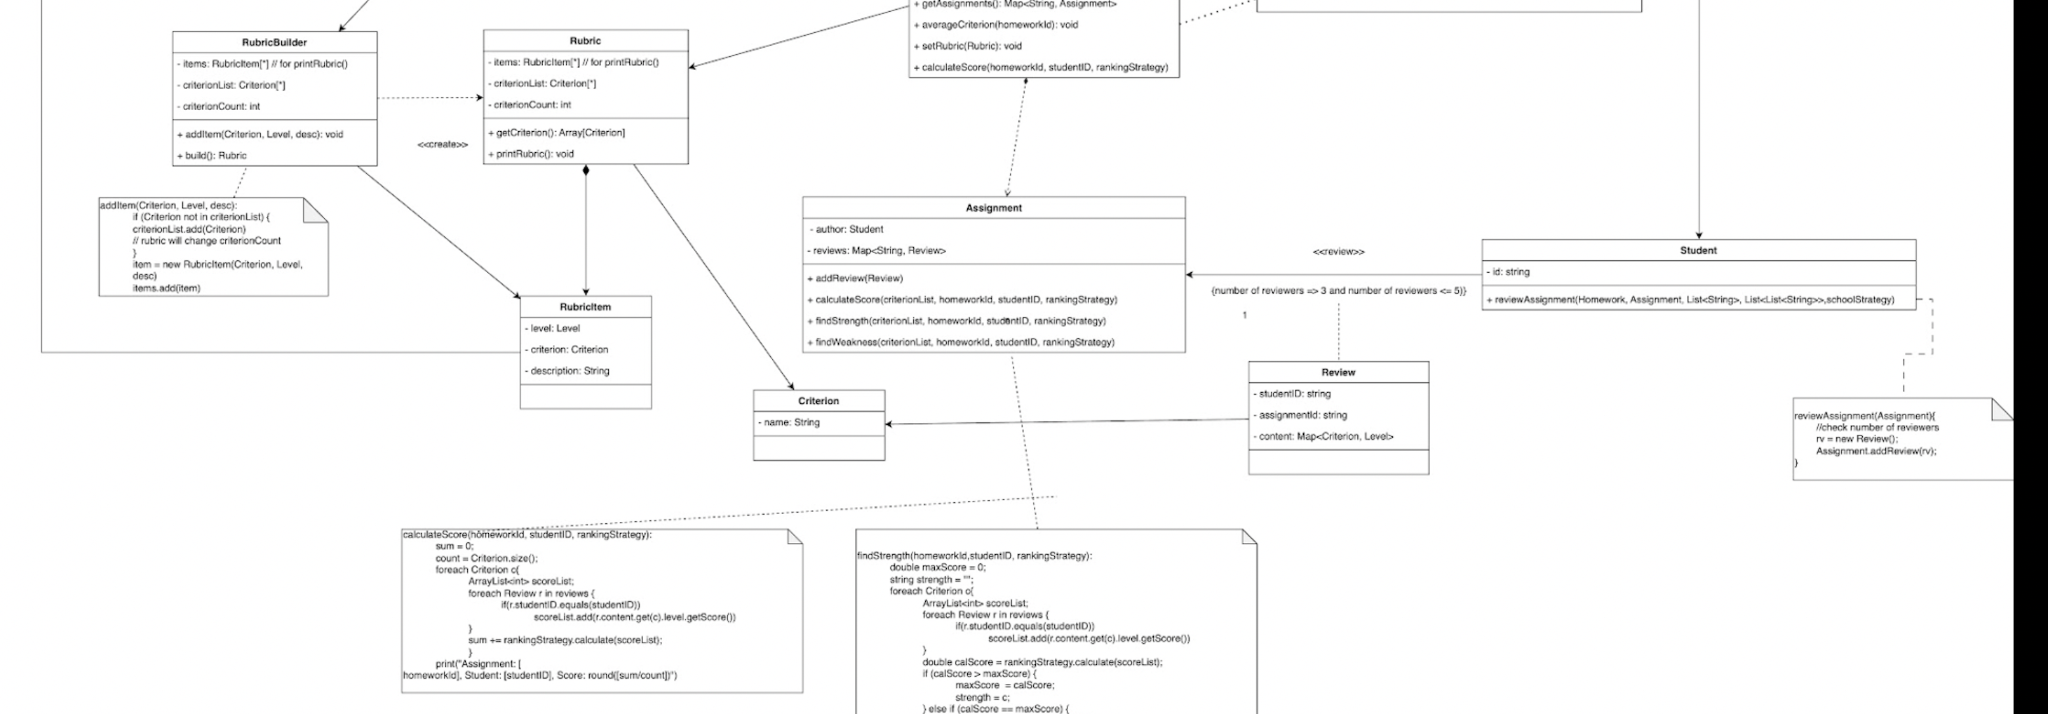 + getAssignments(): Map<String, Assignment>
+ averageCriterion(homeworkId): void
+ setRubric(Rubric): void
+ calculateScore(homeworkId, studentID, rankingStrategy)
RubricBuilder
- items: RubricItem[*] // for printRubric()
- criterionList: Criterion[*]
- criterionCount: int
+ addItem(Criterion, Level, desc): void
+ build(): Rubric
<<create>>
Rubric
- items: RubricItem[*] // for printRubric()
- criterionList: Criterion[*]
- criterionCount: int
+ getCriterion(): Array[Criterion]
+ printRubric(): void
addItem(Criterion, Level, desc):
if (Criterion not in criterionList) {
criterionList.add(Criterion)
// rubric will change criterionCount
}
item = new RubricItem(Criterion, Level,
desc)
items.add(item)
RubricItem
- level: Level
- criterion: Criterion
- description: String
Assignment
- author: Student
- reviews: Map<String, Review>
+ addReview(Review)
+ calculateScore(criterionList, homeworkId, studentID, rankingStrategy)
+ findStrength(criterionList, homeworkId, studentID, rankingStrategy)
+ findWeakness(criterionList, homeworkId, studentID, rankingStrategy)
<<review>>
{number of reviewers => 3 and number of reviewers <= 5)}
1
Student
- id: string
+ reviewAssignment(Homework, Assignment, List<String>, List<List<String>>,schoolStrategy)
Criterion
- name: String
Review
- studentID: string
- assignmentId: string
- content: Map<Criterion, Level>
reviewAssignment(Assignment){
//check number of reviewers
rv = new Review();
Assignment.addReview(rv);
}
calculateScore(homeworkId, studentID, rankingStrategy):
sum = 0;
count = Criterion.size();
foreach Criterion c{
ArrayList<int> scoreList;
foreach Review r in reviews {
if(r.studentID.equals(studentID))
scoreList.add(r.content.get(c).level.getScore())
}
sum += rankingStrategy.calculate(scoreList);
}
print("Assignment: [
homeworkId], Student: [studentID], Score: round([sum/count])")
findStrength(homeworkId,studentID, rankingStrategy):
double maxScore = 0;
string strength = "";
foreach Criterion c{
ArrayList<int> scoreList;
foreach Review r in reviews {
if(r.studentID.equals(studentID))
scoreList.add(r.content.get(c).level.getScore())
}
double calScore = rankingStrategy.calculate(scoreList);
if (calScore > maxScore) {
maxScore = calScore;
strength = c;
} else if (calScore == maxScore) {